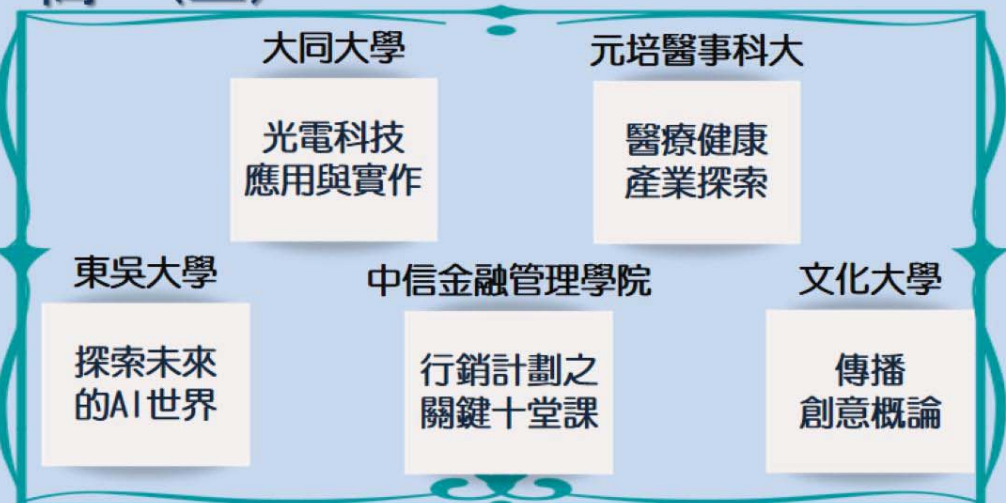 大同大學
光電科技
應用與實作
元培醫事科大
醫療健康
產業探索
東吳大學
探索未來
的AI世界
中信金融管理學院
行銷計劃之
關鍵十堂課
文化大學
傳播
創意概論